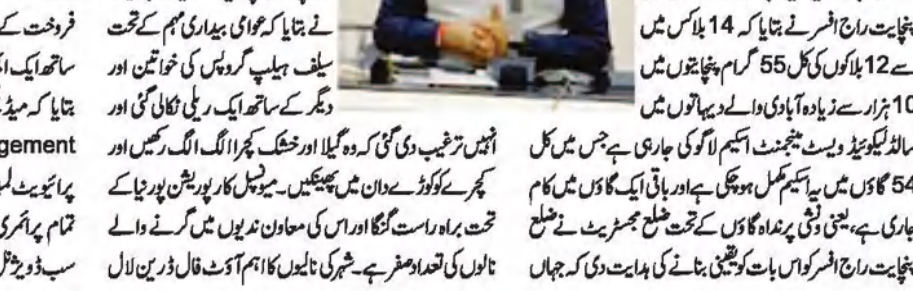 پنچایت راج افسر نے بتایا کہ 14 بلاکس میں
سے 12 بلاکوں کی کل 55 گرام پنچایتوں میں
10 ہزار سے زیادہ آبادی والے دیہاتوں میں
سالڈ لیکوئیڈ ویسٹ مینجمنٹ اسکیم لاگو کی جارہی ہے جس میں کل
54 گاؤں میں یہ اسکیم مکمل ہوچکی ہے اور باقی ایک گاؤں میں کام
جاری ہے، یعنی ونشی پرنداہ گاؤں کے تحت ضلع مجسٹریٹ نے ضلع
پنچایت راج افسر کو اس بات کو یقینی بنانے کی ہدایت دی کہ جہاں
نے بتایا کہ عوامی بیداری مہم کے تحت
سیلف ہیلپ گروپس کی خواتین اور
دیگر کے ساتھ ایک ریلی نکالی گئی اور
انہیں ترغیب دی گئی کہ وہ گیلا اور خشک کچرا الگ الگ رکھیں اور
کچرے کو کوڑے دان میں پھینکیں۔ میونسپل کارپوریشن پورنیا کے
تحت براہ راست گنگا اور اس کی معاون ندیوں میں گرنے والے
نالوں کی تعداد صفر ہے۔ شہر کی نالیوں کا اہم آؤٹ فال ڈرین لال
فروخت کے
ساتھ ایک
بتایا کہ میڈ
gement
پرائیویٹ
تمام پرائمری
سب ڈویژنل